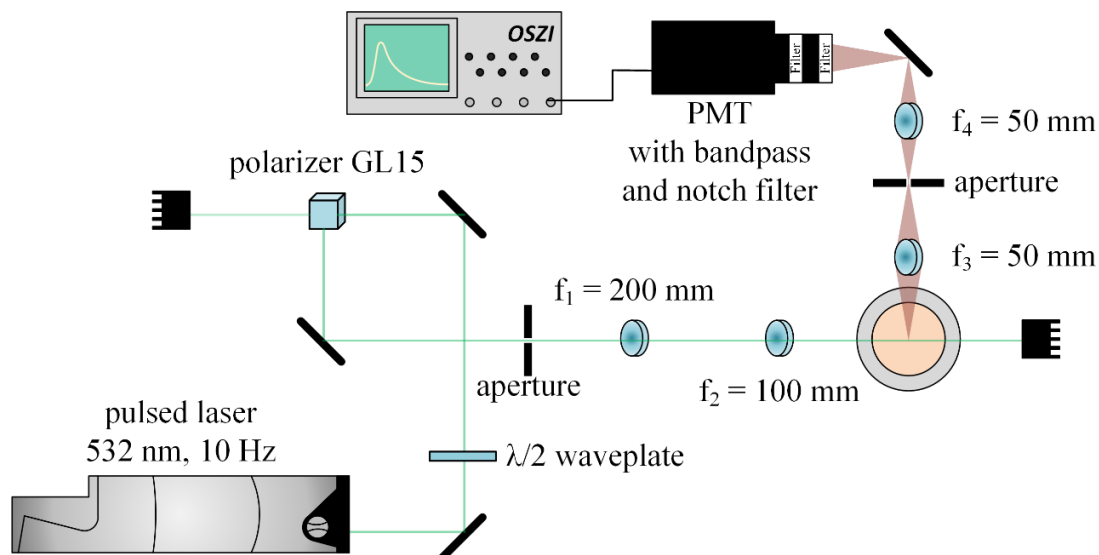 OSZI
Filter
Filter
PMT
with bandpass
and notch filter
f₄ = 50 mm
aperture
f₃ = 50 mm
polarizer GL15
f₁ = 200 mm
aperture
f₂ = 100 mm
pulsed laser
532 nm, 10 Hz
λ/2 waveplate